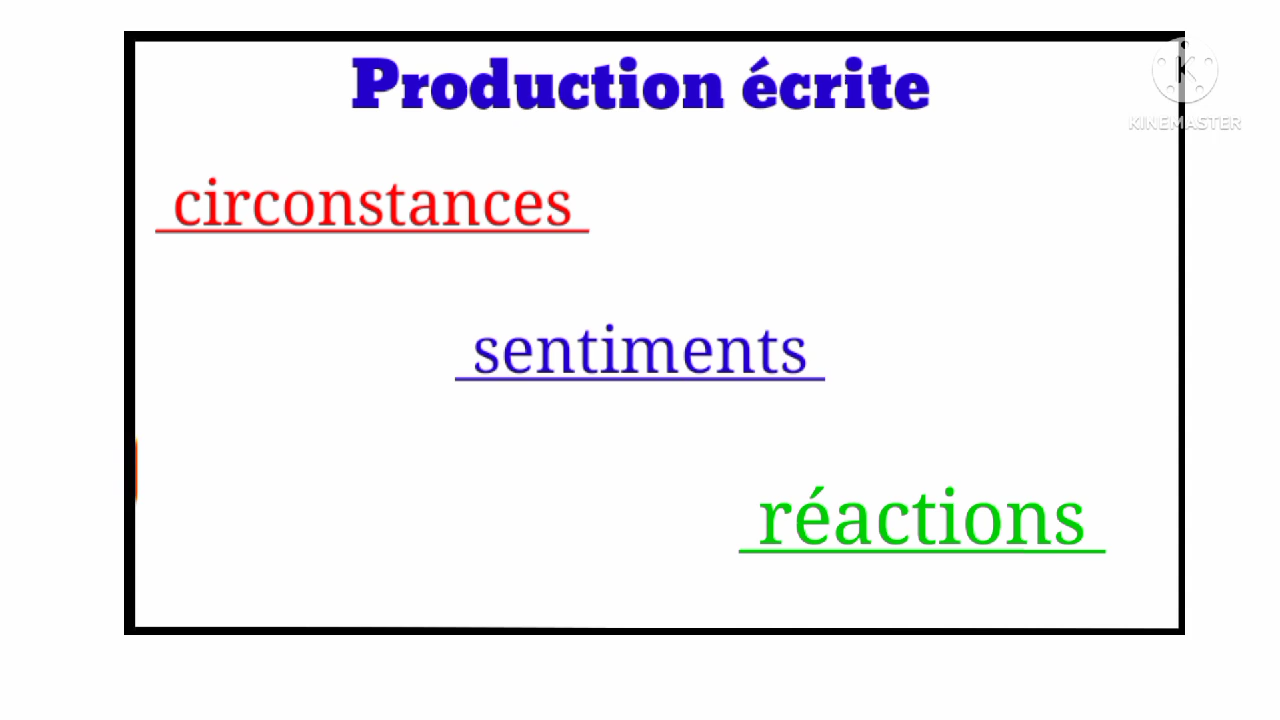 Production écrite
K
KINEMASTER
circonstances
sentiments
réactions